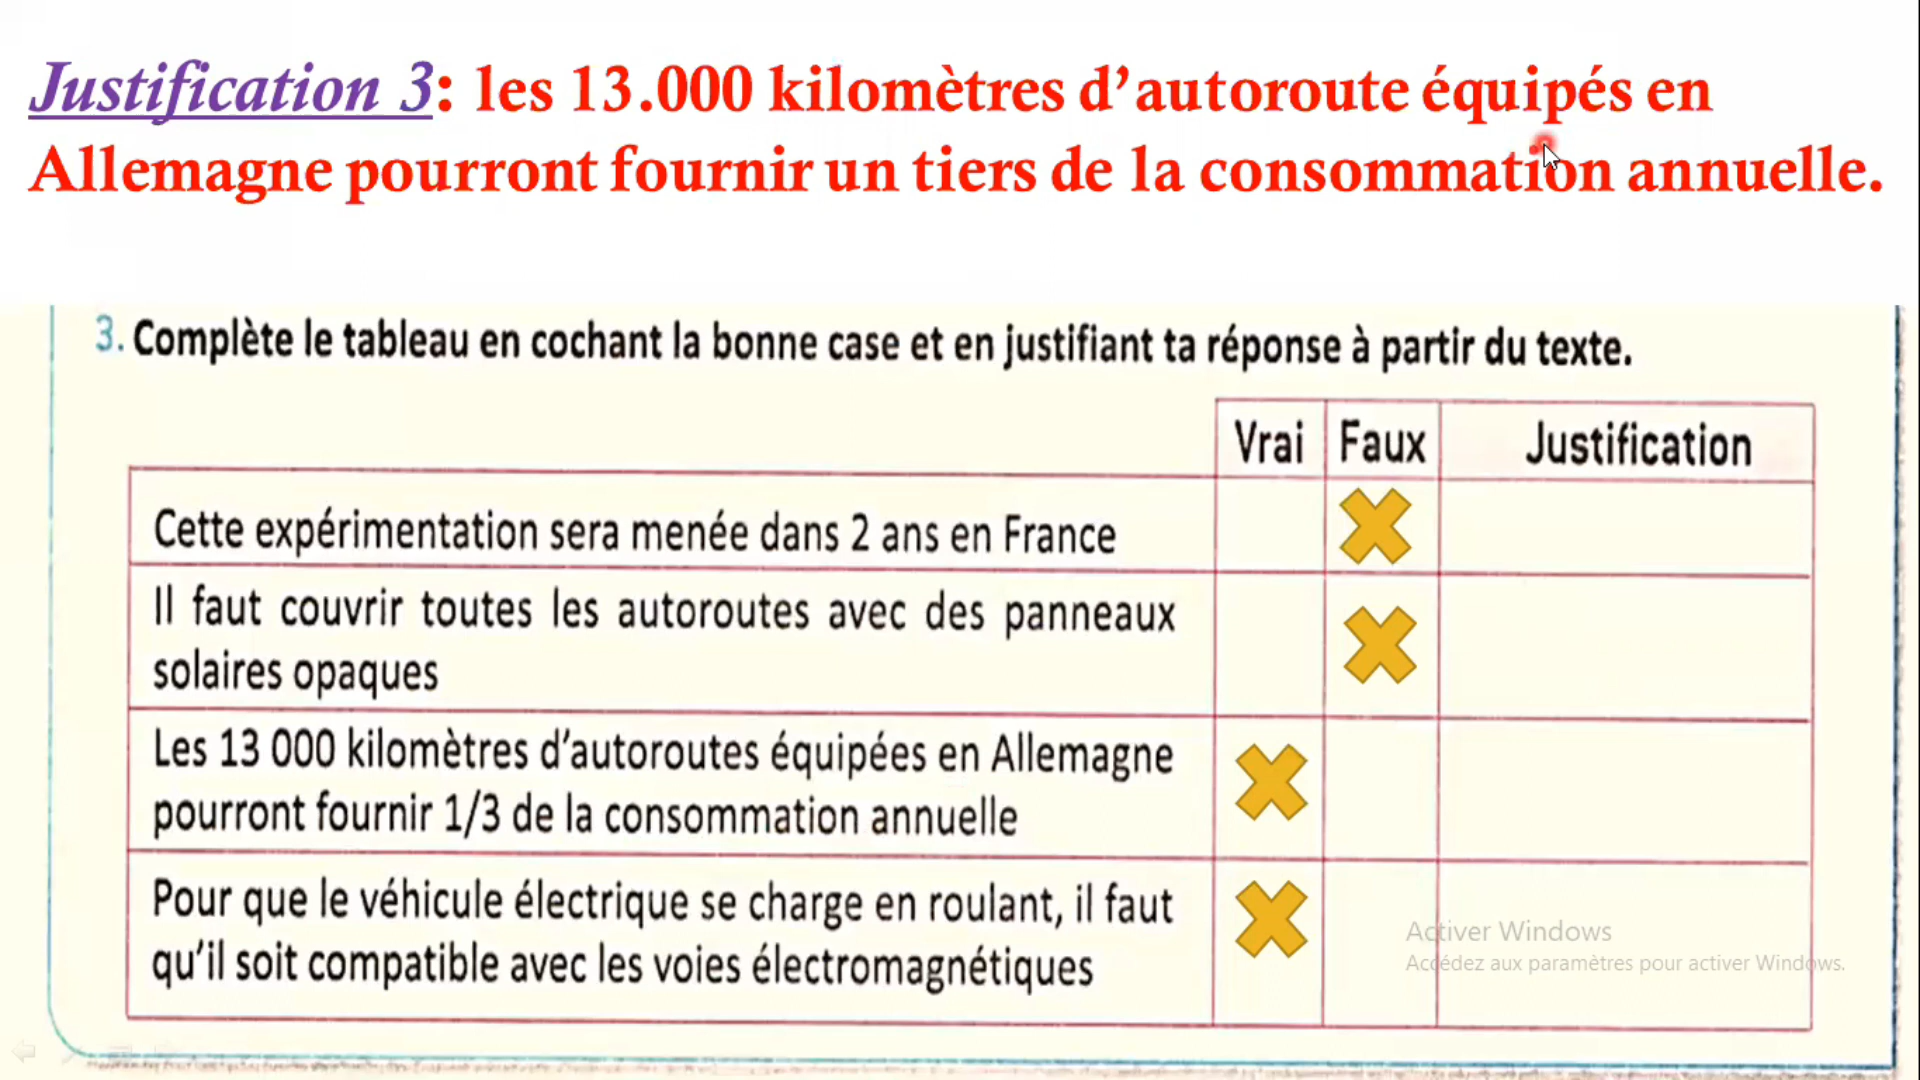 Justification 3: les 13.000 kilomètres d’autoroute équipés en
Allemagne pourront fournir un tiers de la consommation annuelle.
3. Complète le tableau en cochant la bonne case et en justifiant ta réponse à partir du texte.
Vrai Faux Justification
Cette expérimentation sera menée dans 2 ans en France
Il faut couvrir toutes les autoroutes avec des panneaux
solaires opaques
Les 13 000 kilomètres d’autoroutes équipées en Allemagne
pourront fournir 1/3 de la consommation annuelle
Pour que le véhicule électrique se charge en roulant, il faut
qu’il soit compatible avec les voies électromagnétiques
Activer Windows
Accédez aux paramètres pour activer Windows.